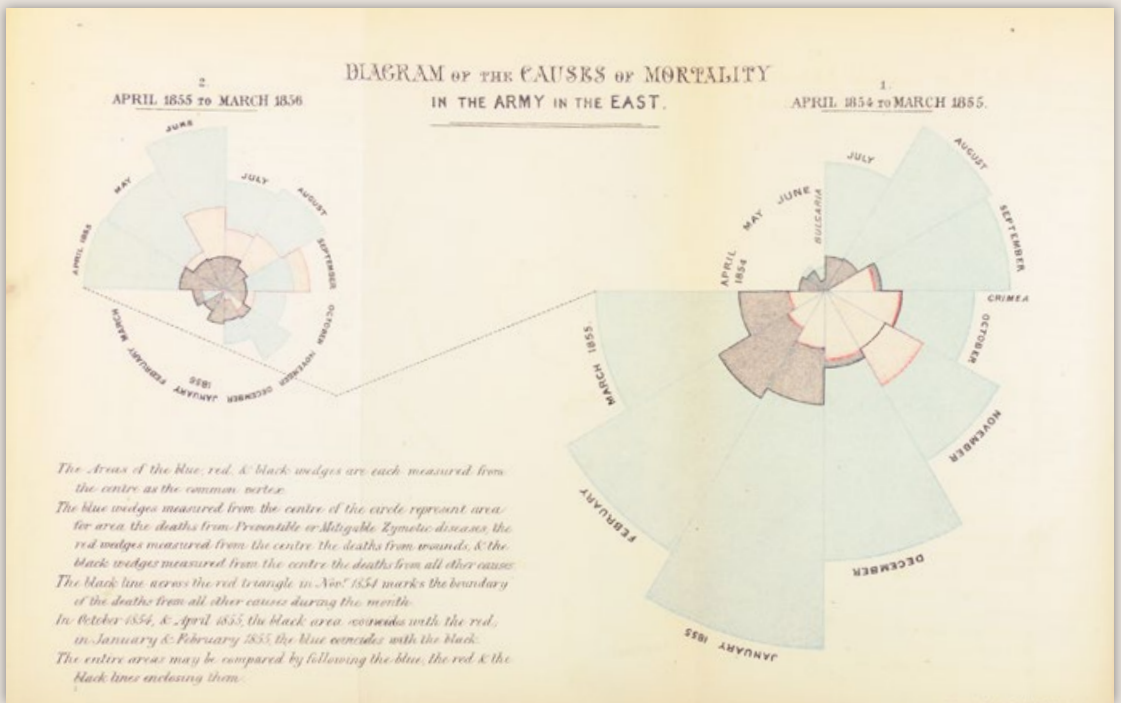 DIAGRAM OF THE CAUSES OF MORTALITY
IN THE ARMY IN THE EAST.
2.
APRIL 1855 TO MARCH 1856
1.
APRIL 1854 TO MARCH 1855.
APRIL 1855
MAY
JUNE
JULY
AUGUST
SEPTEMBER
OCTOBER
NOVEMBER
DECEMBER
JANUARY 1856
FEBRUARY
MARCH
APRIL 1854
MAY
JUNE
BULGARIA
JULY
AUGUST
SEPTEMBER
CRIMEA
OCTOBER
NOVEMBER
DECEMBER
JANUARY 1855
FEBRUARY
MARCH 1855.
The Areas of the blue, red, & black wedges are each measured from
the centre as the common vertex
The blue wedges measured from the centre of the circle represent area
for area the deaths from Preventible or Mitigable Zymotic diseases, the
red wedges measured from the centre the deaths from wounds, & the
black wedges measured from the centre the deaths from all other causes
The black line across the red triangle in Novr 1854 marks the boundary
of the deaths from all other causes during the month
In October 1854, & April 1855, the black area coincides with the red,
in January & February 1855, the blue coincides with the black.
The entire areas may be compared by following the blue, the red & the
black lines enclosing them.